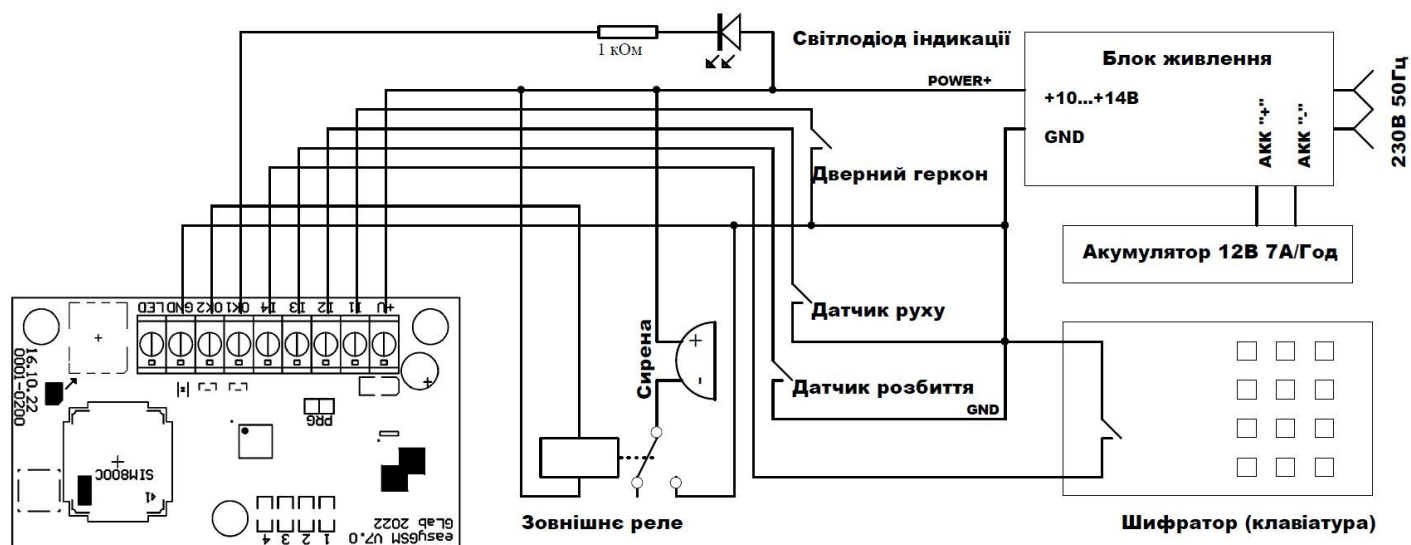 1 кОм
Світлодіод індикації
POWER+
Блок живлення
+10...+14В
GND
АКК "+"
АКК "-"
230В 50Гц
Дверний геркон
Акумулятор 12В 7А/Год
LED
GND
OK2
OK1
I4
I3
I2
I1
+U
Сирена
+
-
Датчик руху
Датчик розбиття
GND
16.10.22
0001-0200
PRG
SIM800C
41
4 3 2 1
easyGSM V7.0
GLab 2022
Зовнішнє реле
Шифратор (клавіатура)